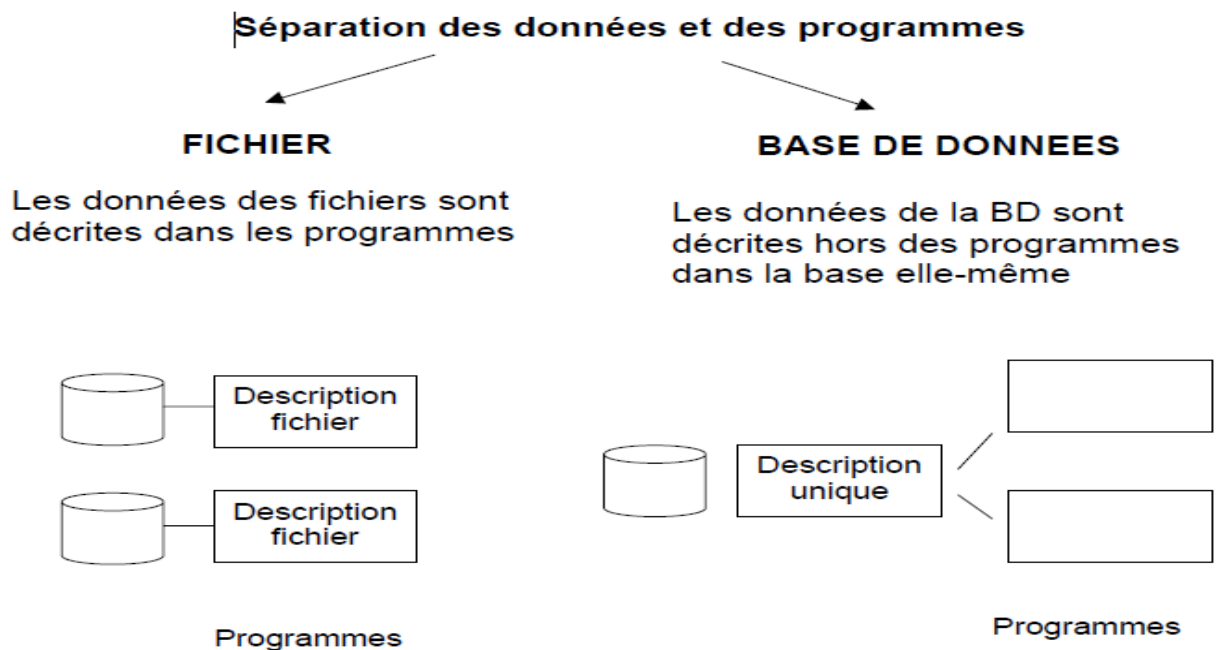 Séparation des données et des programmes
FICHIER
Les données des fichiers sont
décrites dans les programmes
Description
fichier
Description
fichier
Programmes
BASE DE DONNEES
Les données de la BD sont
décrites hors des programmes
dans la base elle-même
Description
unique
Programmes